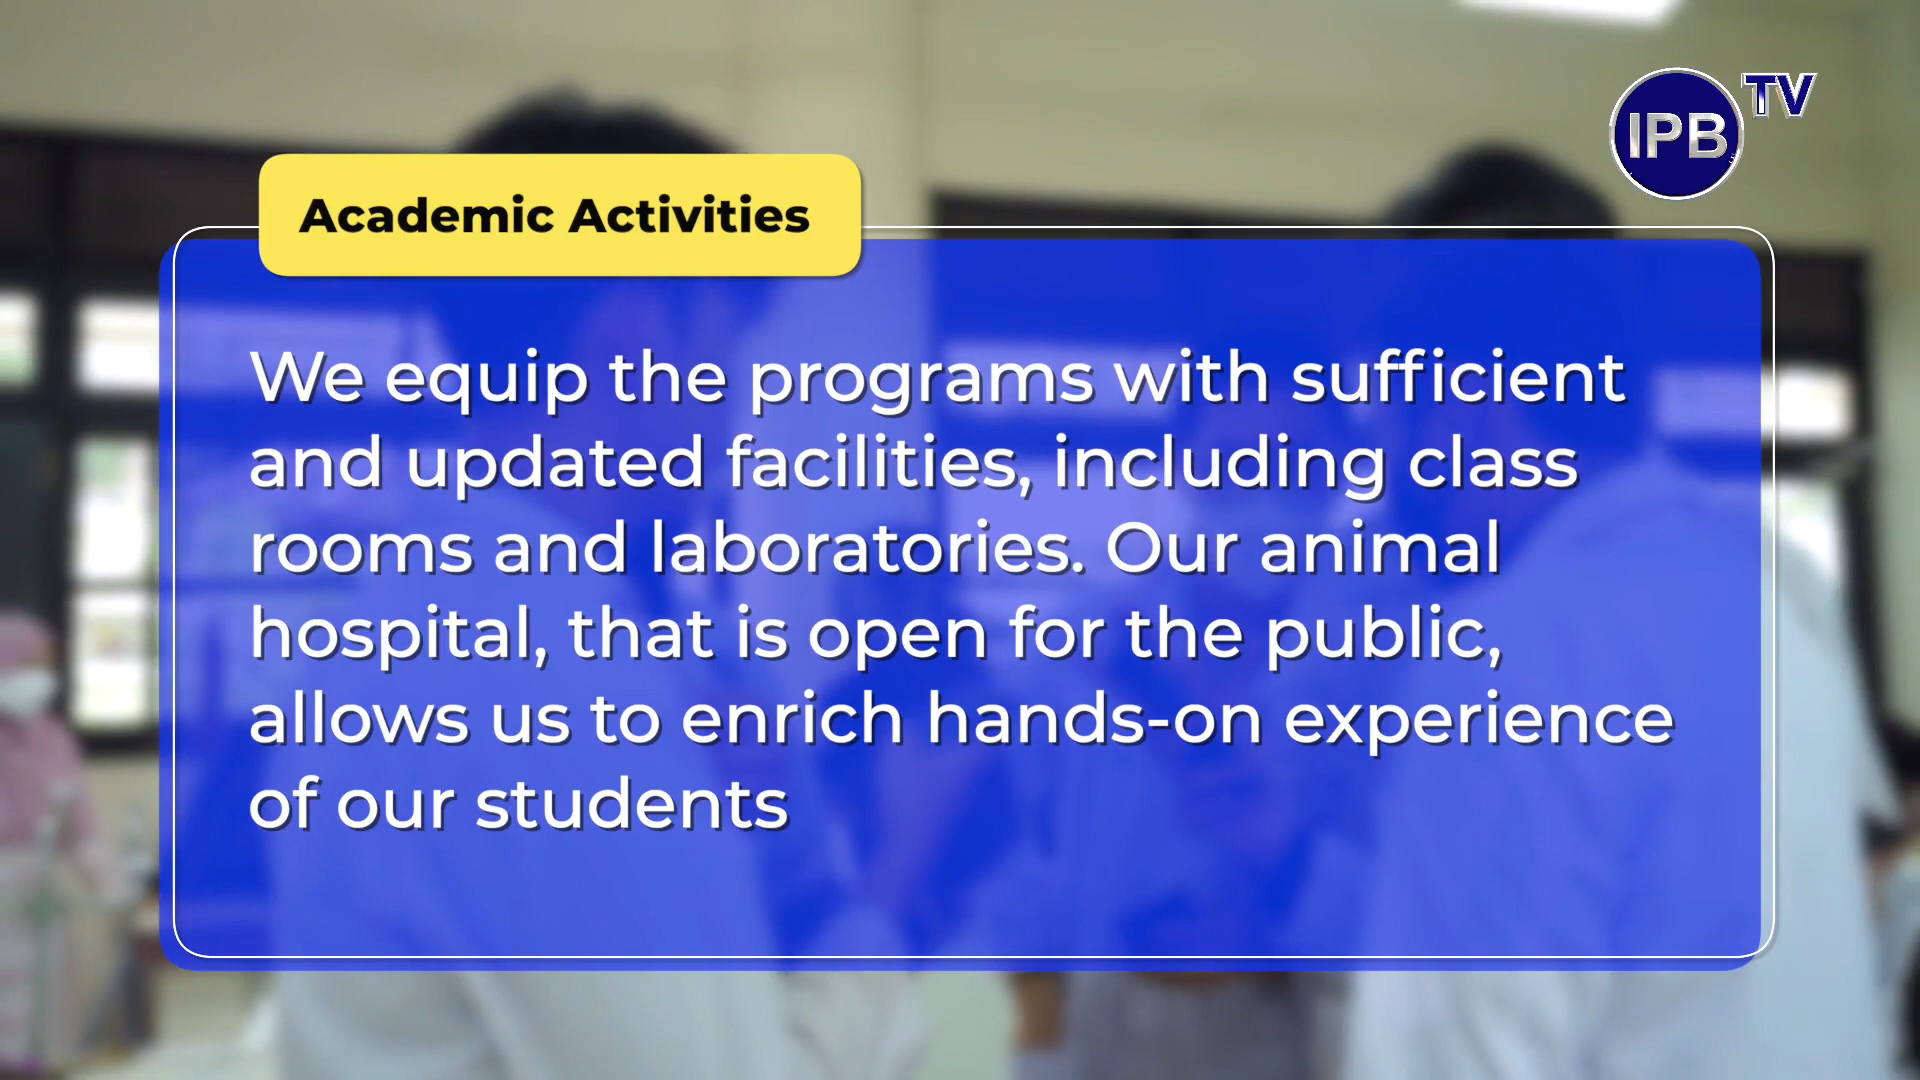 IPB TV
Academic Activities
We equip the programs with sufficient
and updated facilities, including class
rooms and laboratories. Our animal
hospital, that is open for the public,
allows us to enrich hands-on experience
of our students